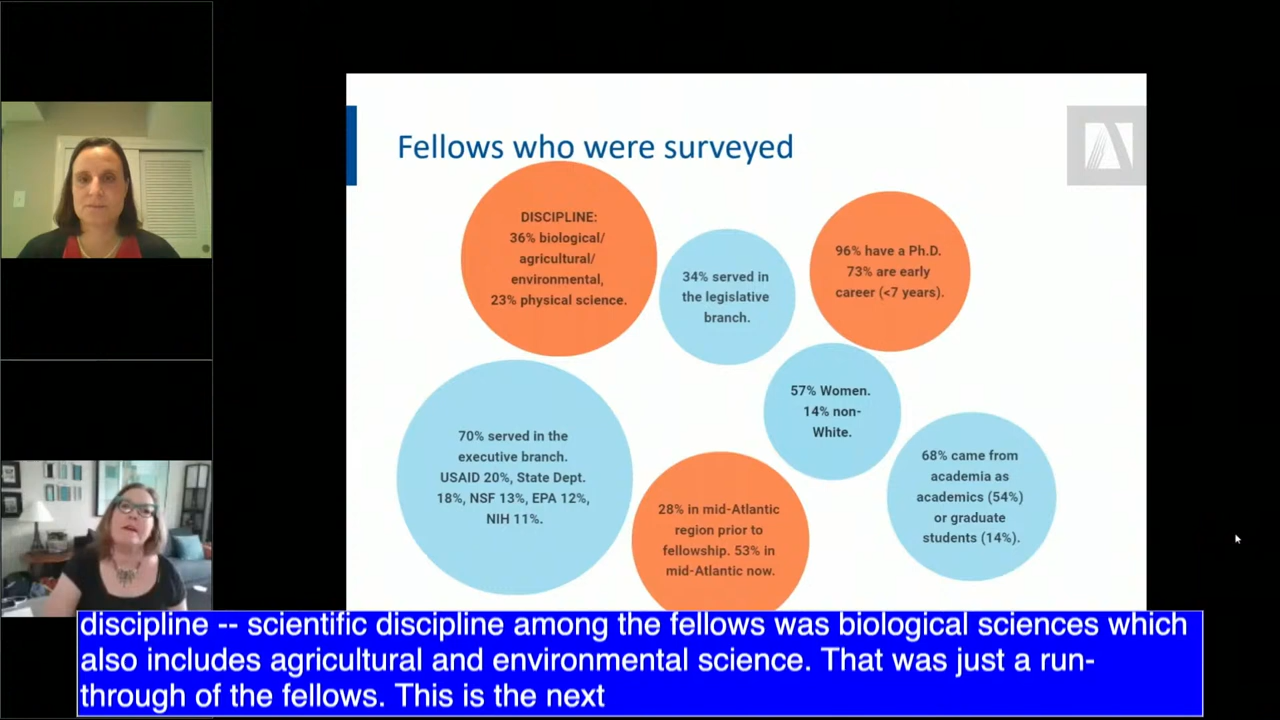 Fellows who were surveyed
DISCIPLINE:
36% biological/
agricultural/
environmental,
23% physical science.
34% served in
the legislative
branch.
96% have a Ph.D.
73% are early
career (<7 years).
57% Women.
14% non-
White.
70% served in the
executive branch.
USAID 20%, State Dept.
18%, NSF 13%, EPA 12%,
NIH 11%.
28% in mid-Atlantic
region prior to
fellowship. 53% in
mid-Atlantic now.
68% came from
academia as
academics (54%)
or graduate
students (14%).
discipline -- scientific discipline among the fellows was biological sciences which
also includes agricultural and environmental science. That was just a run-
through of the fellows. This is the next